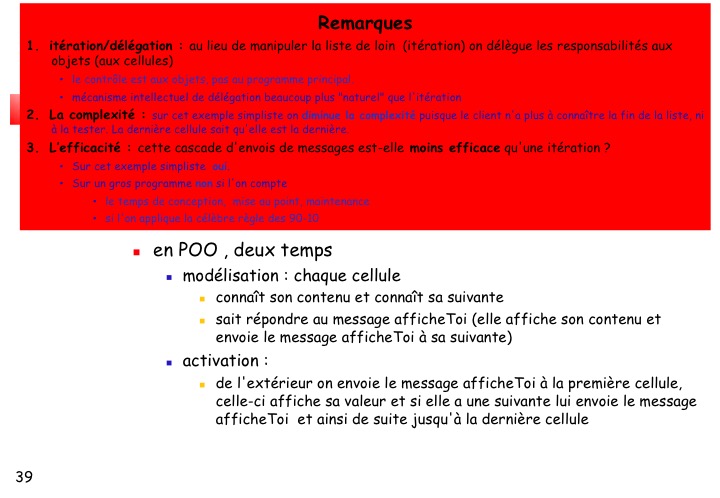 Remarques
1. itération/délégation : au lieu de manipuler la liste de loin (itération) on délègue les responsabilités aux
objets (aux cellules)
• le contrôle est aux objets, pas au programme principal
• mécanisme intellectuel de délégation beaucoup plus "naturel" que l'itération
2. La complexité : sur cet exemple simpliste on diminue la complexité puisque le client n'a plus à connaître la fin de la liste, ni
à la tester. La dernière cellule sait qu'elle est la dernière.
3. L'efficacité : cette cascade d'envois de messages est-elle moins efficace qu'une itération ?
• Sur cet exemple simpliste, oui.
• Sur un gros programme non si l'on compte
• le temps de conception, mise au point, maintenance
• si l'on applique la célèbre règle des 90-10
en POO , deux temps
modélisation : chaque cellule
connaît son contenu et connaît sa suivante
sait répondre au message afficheToi (elle affiche son contenu et
envoie le message afficheToi à sa suivante)
activation :
de l'extérieur on envoie le message afficheToi à la première cellule,
celle-ci affiche sa valeur et si elle a une suivante lui envoie le message
afficheToi et ainsi de suite jusqu'à la dernière cellule
39